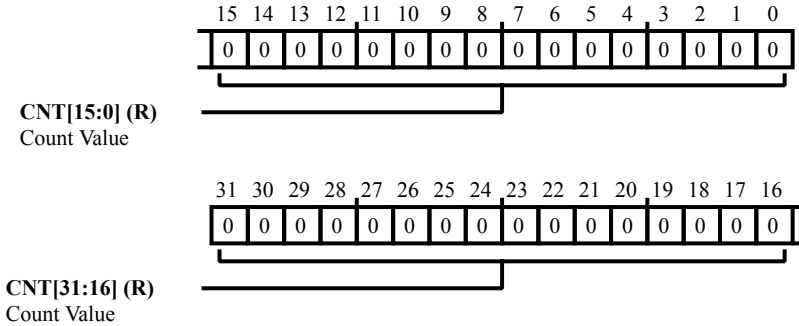 15 14 13 12 11 10 9 8 7 6 5 4 3 2 1 0
0 0 0 0 0 0 0 0 0 0 0 0 0 0 0 0
CNT[15:0] (R)
Count Value
31 30 29 28 27 26 25 24 23 22 21 20 19 18 17 16
0 0 0 0 0 0 0 0 0 0 0 0 0 0 0 0
CNT[31:16] (R)
Count Value